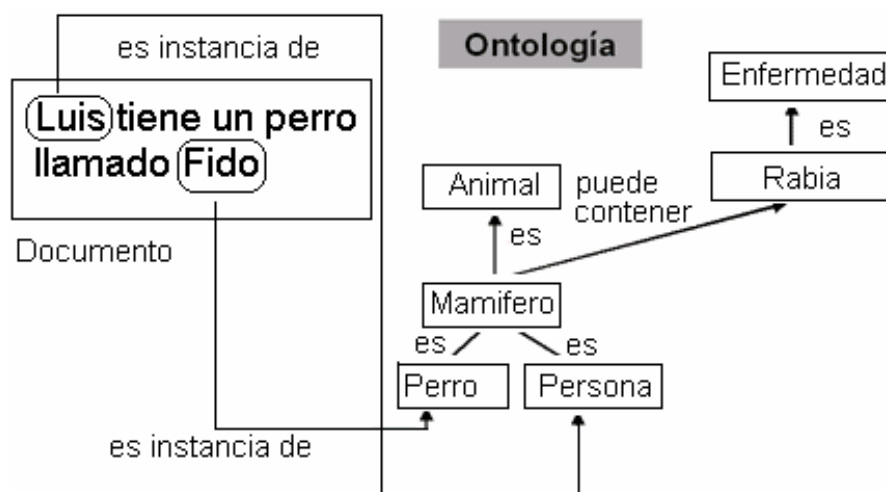 es instancia de
Ontología
Enfermedad
Luis tiene un perro
llamado Fido
es
Animal
puede
contener
Rabia
Documento
es
Mamifero
es
es
Perro
Persona
es instancia de